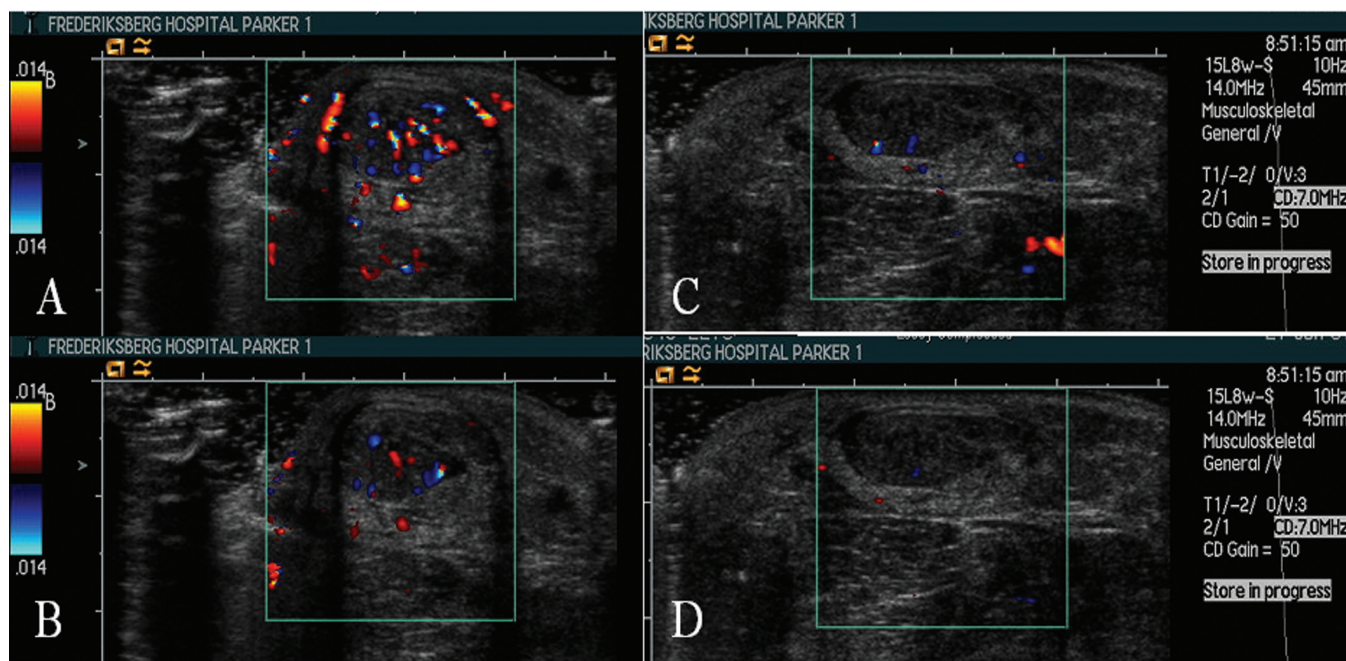 FREDERIKSBERG HOSPITAL PARKER 1
.014
B
.014
A
RIKSBERG HOSPITAL PARKER 1
8:51:15 am
15L8w-S 10Hz
14.0MHz 45mm
Musculoskeletal
General /V
T1/-2/ 0/V:3
2/1 CD:7.0MHz
CD Gain = 50
Store in progress
C
FREDERIKSBERG HOSPITAL PARKER 1
.014
B
.014
B
RIKSBERG HOSPITAL PARKER 1
8:51:15 am
15L8w-S 10Hz
14.0MHz 45mm
Musculoskeletal
General /V
T1/-2/ 0/V:3
2/1 CD:7.0MHz
CD Gain = 50
Store in progress
D